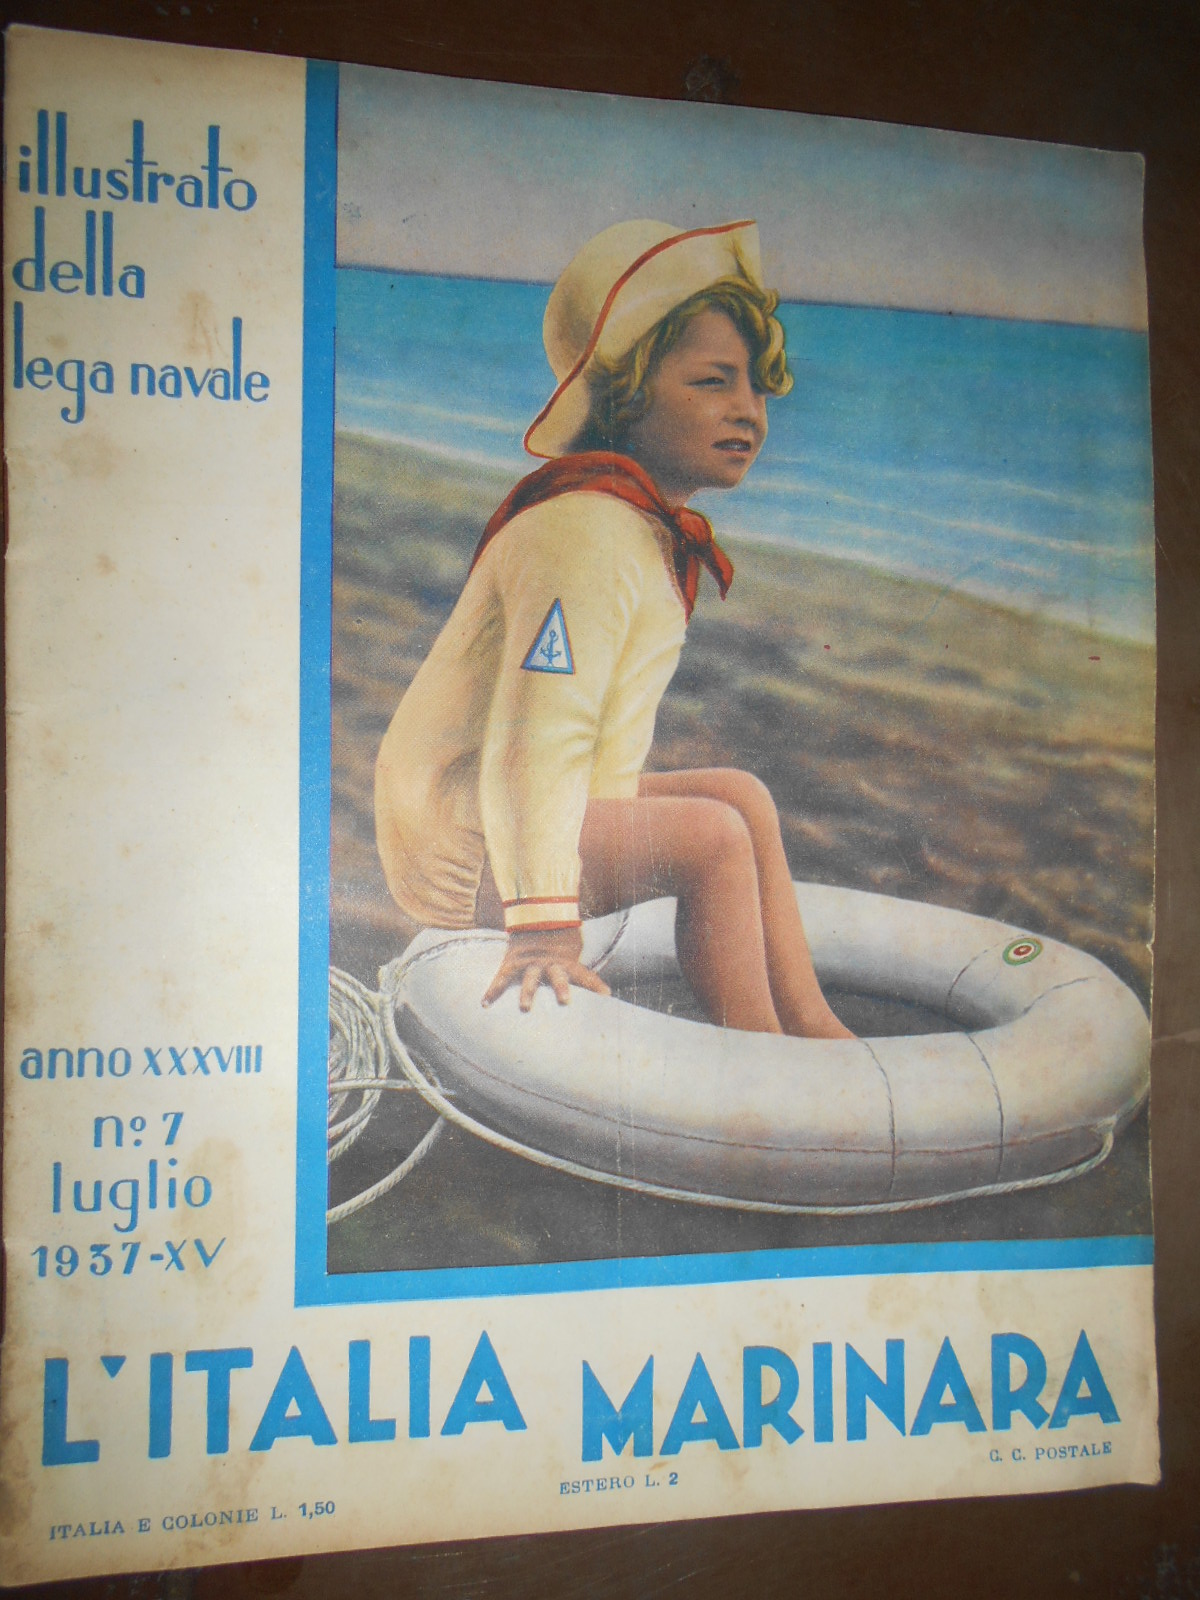 illustrato
della
lega navale
anno XXXVIII
nº 7
luglio
1937-XV
L'ITALIA MARINARA
ITALIA E COLONIE L. 1,50
ESTERO L. 2
C. C. POSTALE